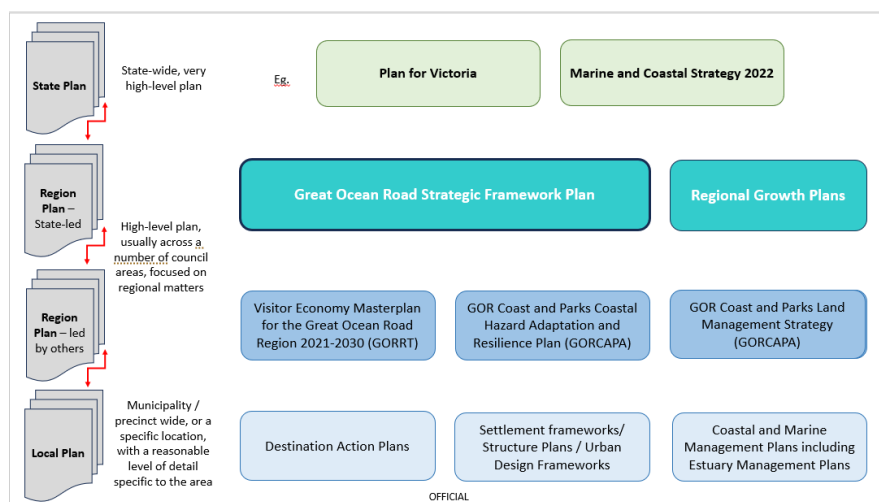 State Plan
State-wide, very
high-level plan
Eg.
Plan for Victoria
Marine and Coastal Strategy 2022
Region
Plan –
State-led
Great Ocean Road Strategic Framework Plan
Regional Growth Plans
High-level plan,
usually across a
number of council
areas, focused on
regional matters
Region
Plan – led
by others
Visitor Economy Masterplan
for the Great Ocean Road
Region 2021-2030 (GORRT)
GOR Coast and Parks Coastal
Hazard Adaptation and
Resilience Plan (GORCAPA)
GOR Coast and Parks Land
Management Strategy
(GORCAPA)
Local Plan
Municipality /
precinct wide, or a
specific location,
with a reasonable
level of detail
specific to the area
Destination Action Plans
Settlement frameworks/
Structure Plans / Urban
Design Frameworks
Coastal and Marine
Management Plans including
Estuary Management Plans
OFFICIAL